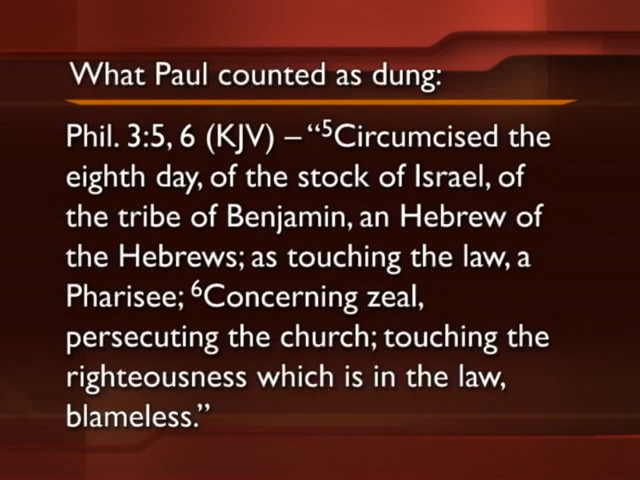 What Paul counted as dung:
Phil. 3:5, 6 (KJV) – “⁵Circumcised the
eighth day, of the stock of Israel, of
the tribe of Benjamin, an Hebrew of
the Hebrews; as touching the law, a
Pharisee; ⁶Concerning zeal,
persecuting the church; touching the
righteousness which is in the law,
blameless.”